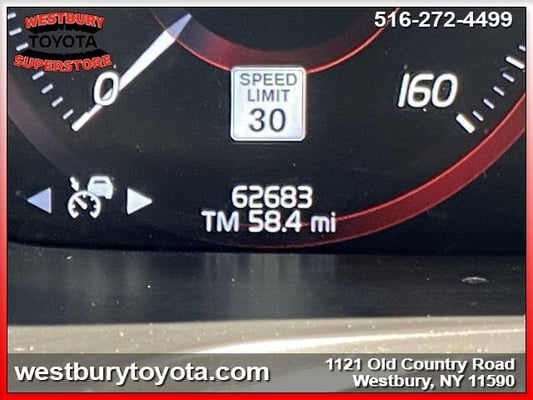 WESTBURY
TOYOTA
SUPERSTORE
516-272-4499
0
SPEED
LIMIT
30
160
62683
TM 58.4 mi
westburytoyota.com
1121 Old Country Road
Westbury, NY 11590